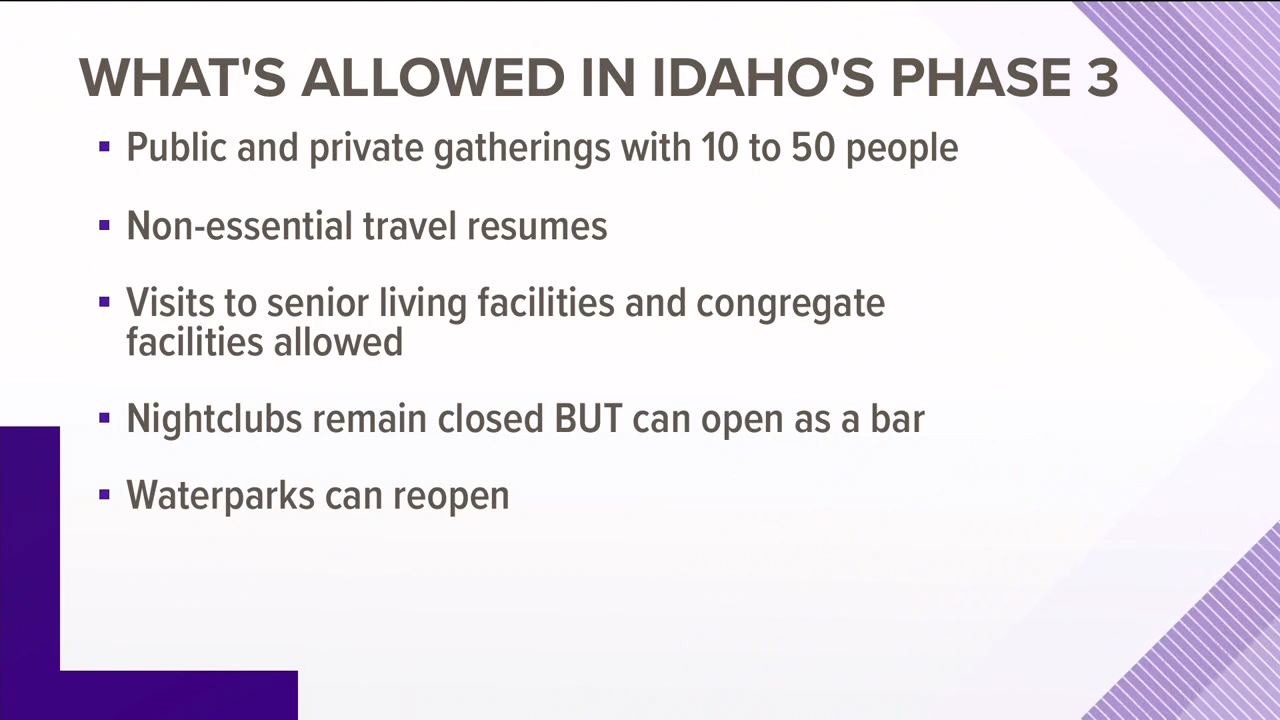 WHAT'S ALLOWED IN IDAHO'S PHASE 3
▪ Public and private gatherings with 10 to 50 people
▪ Non-essential travel resumes
▪ Visits to senior living facilities and congregate
facilities allowed
▪ Nightclubs remain closed BUT can open as a bar
▪ Waterparks can reopen